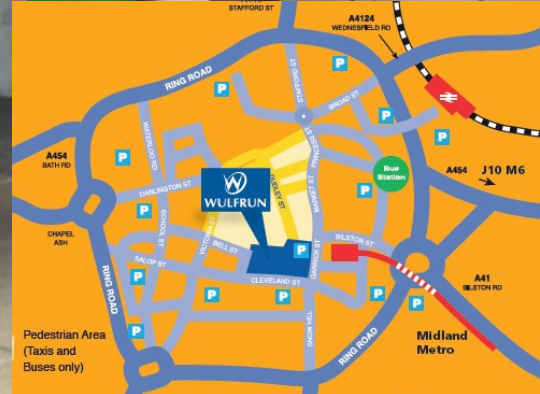 STAFFORD ST
A4124
WEDNESFIELD RD
RING ROAD
P
P
STAFFORD ST
BROAD ST
P
P
WATERLOO RD
PRINCESS ST
P
A454
BATH RD
Bus
Station
A454
J10 M6
DARLINGTON ST
W
WULFRUN
DUDLEY ST
MARKET ST
P
P
CHAPEL
ASH
SCHOOL ST
VICTORIA ST
BELL ST
BILSTON ST
P
GARRICK ST
SALOP ST
P
CLEVELAND ST
A41
BILSTON RD
RING ROAD
P
P
P
P
P
SNOW HILL
RING ROAD
Midland
Metro
Pedestrian Area
(Taxis and
Buses only)